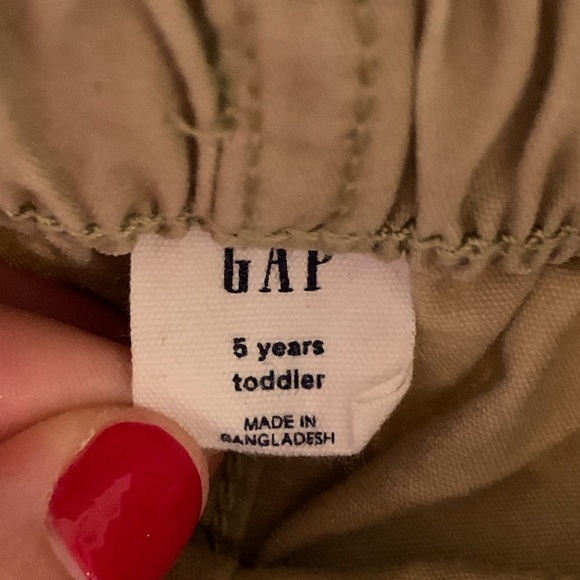 GAP
5 years
toddler
MADE IN
BANGLADESH